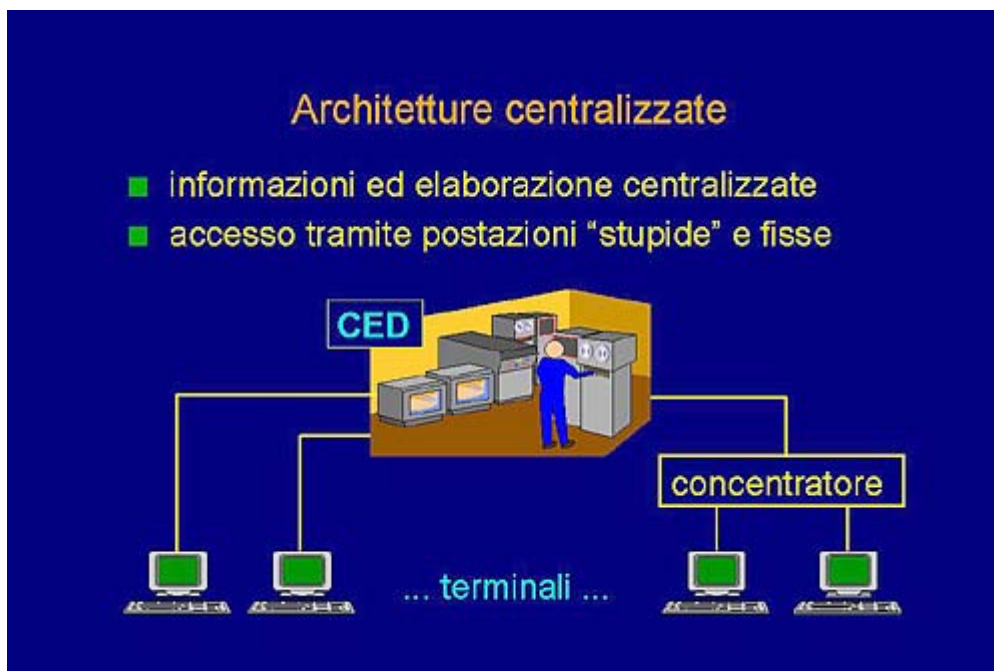 Architetture centralizzate
informazioni ed elaborazione centralizzate
accesso tramite postazioni “stupide” e fisse
CED
concentratore
... terminali ...